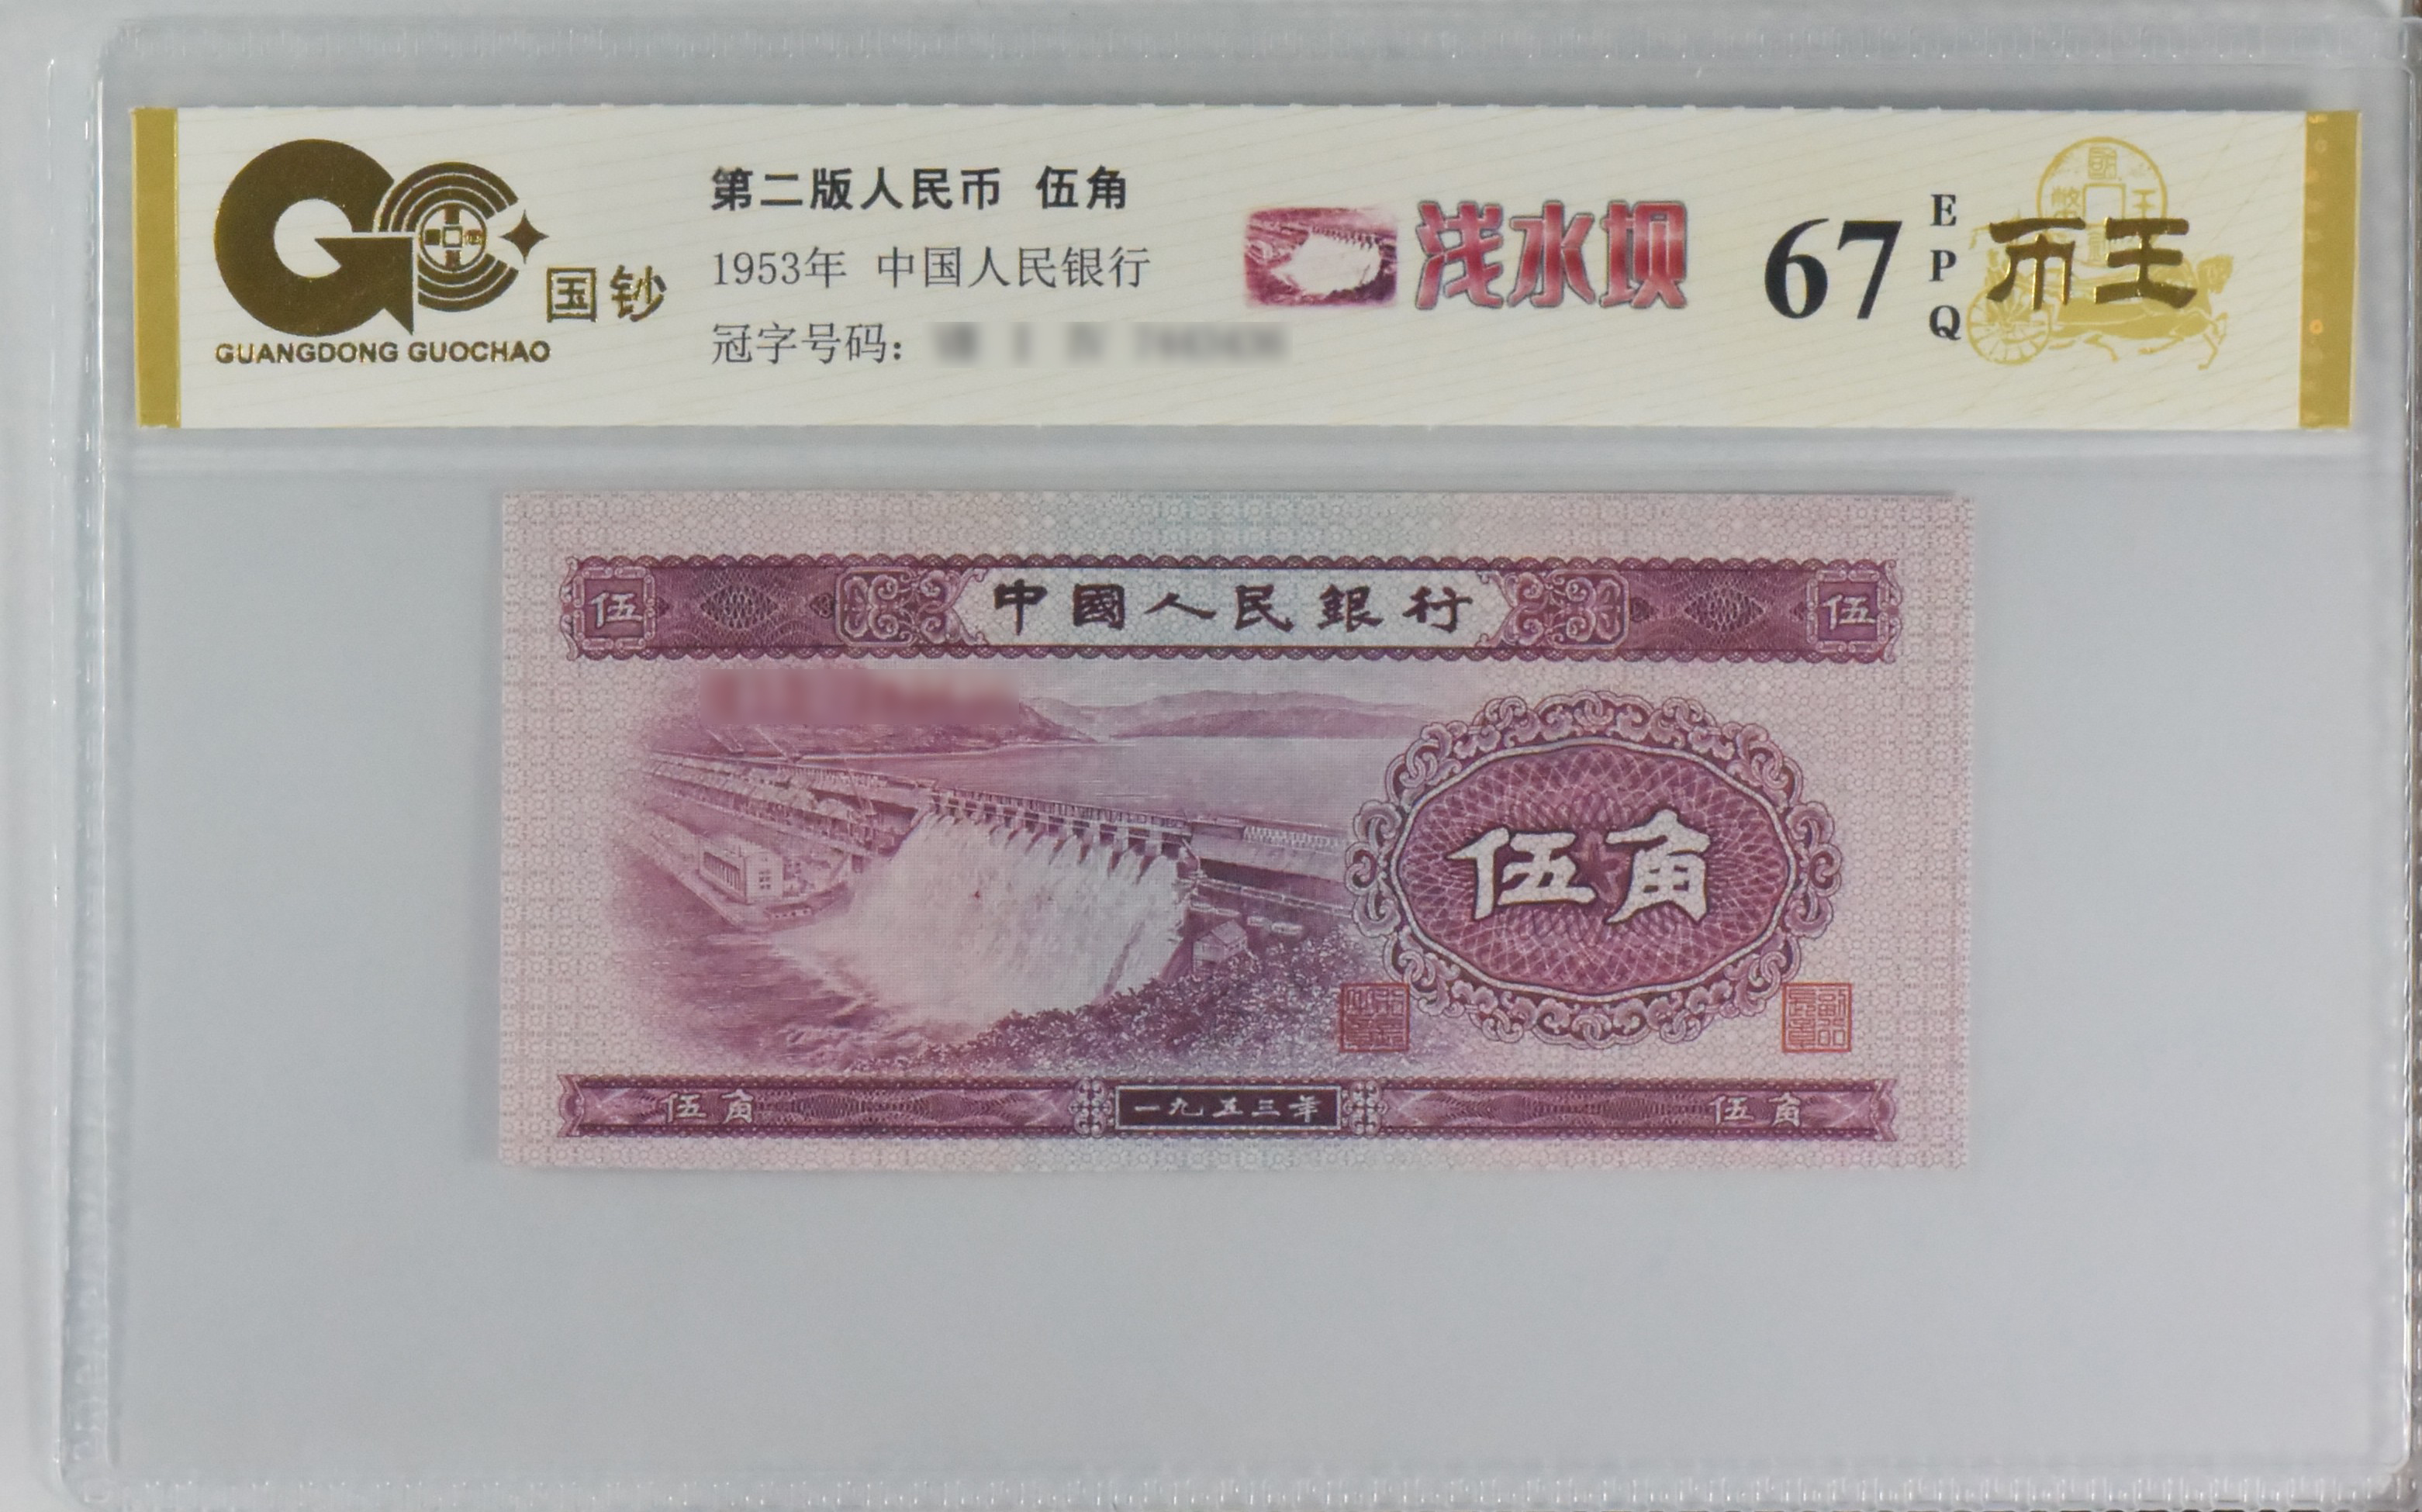 国钞
GUANGDONG GUOCHAO
第二版人民币 伍角
1953年 中国人民银行
冠字号码：
浅水坝
67
EPQ
币王
伍
中國人民銀行
伍
伍角
伍角
一九五三年
伍角